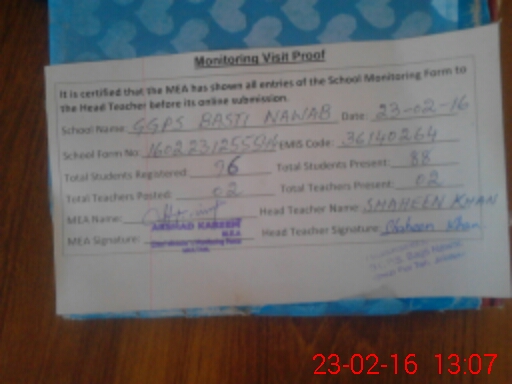 Monitoring Visit Proof
It is certified that the MEA has shown all entries of the School Monitoring Form to
the Head Teacher before its online submission.
School Name: GGPS BASTI NAWAB Date: 23-02-16
School Form No: EMIS Code: 36140264
Total Students Registered: 96 Total Students Present: 88
Total Teachers Posted: 02 Total Teachers Present: 02
MEA Name: Head Teacher Name: SHAHEEN KHAN
ARSHAD KAREEM
MEA
MEA Signature: Head Teacher Signature: Shaheen Khan
23-02-16 13:07